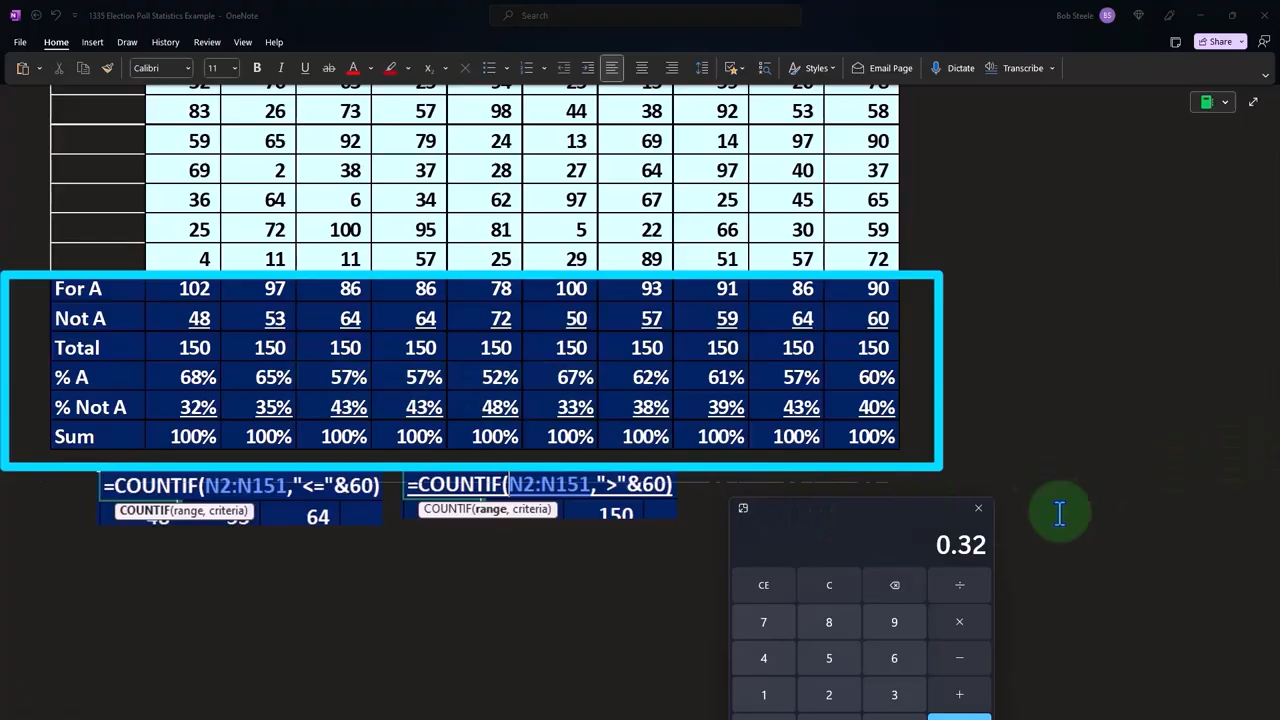 1335 Election Poll Statistics Example - OneNote
Search
Bob Steele
BS
File Home Insert Draw History Review View Help
Share
Calibri 11 B I U ab A Styles Email Page Dictate Transcribe
83 26 73 57 98 44 38 92 53 58
59 65 92 79 24 13 69 14 97 90
69 2 38 37 28 27 64 97 40 37
36 64 6 34 62 97 67 25 45 65
25 72 100 95 81 5 22 66 30 59
4 11 11 57 25 29 89 51 57 72
For A 102 97 86 86 78 100 93 91 86 90
Not A 48 53 64 64 72 50 57 59 64 60
Total 150 150 150 150 150 150 150 150 150 150
% A 68% 65% 57% 57% 52% 67% 62% 61% 57% 60%
% Not A 32% 35% 43% 43% 48% 33% 38% 39% 43% 40%
Sum 100% 100% 100% 100% 100% 100% 100% 100% 100% 100%
=COUNTIF(N2:N151,"<="&60) =COUNTIF(N2:N151,">"&60)
COUNTIF(range, criteria) COUNTIF(range, criteria)
64 150
0.32
CE C ÷
7 8 9 ×
4 5 6 −
1 2 3 +